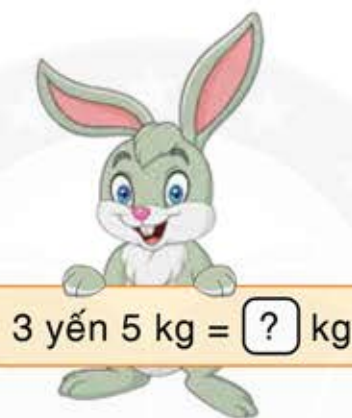 3 yến 5 kg = ? kg